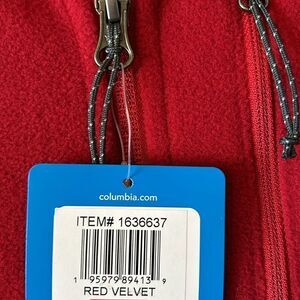 columbia.com
ITEM# 1636637
1 95979 89413 9
RED VELVET